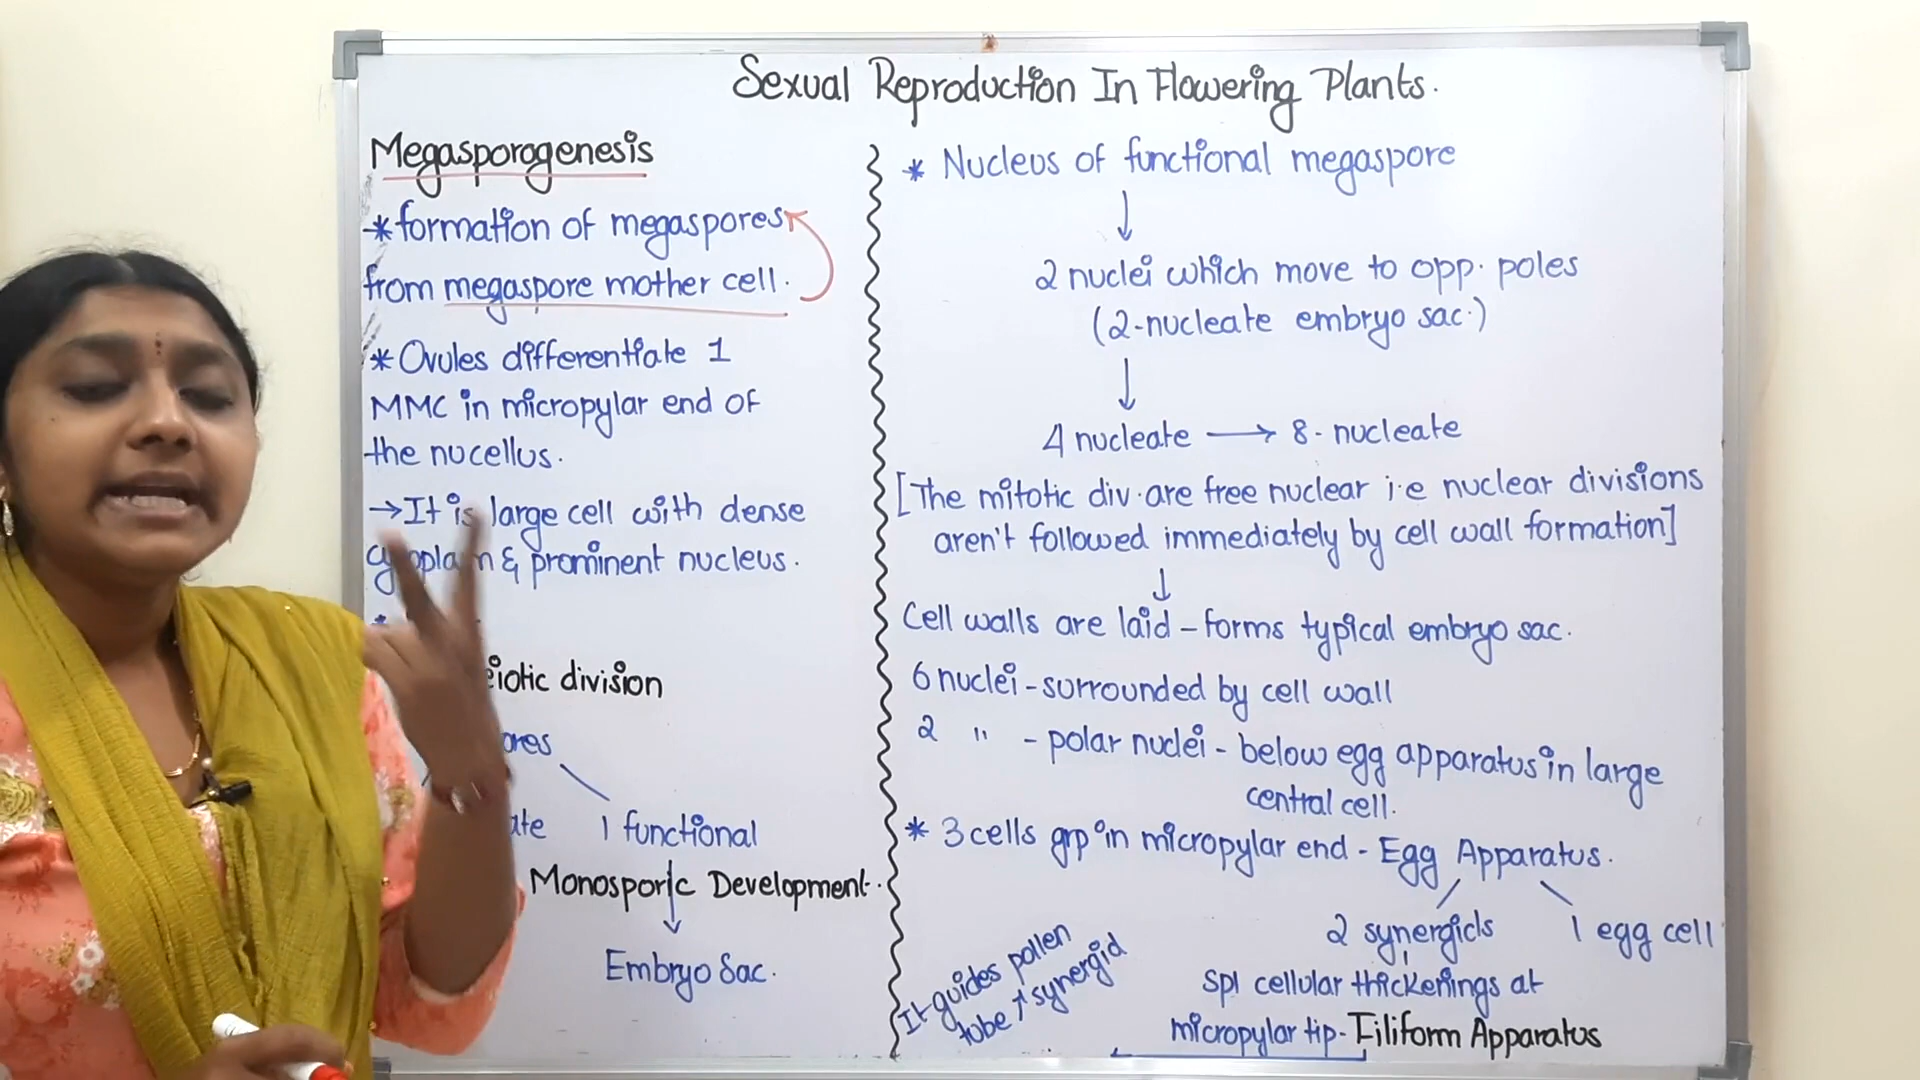 Sexual Reproduction In Flowering Plants.
Megasporogenesis
* formation of megaspores
from megaspore mother cell.
* Ovules differentiate 1
MMC in micropylar end of
the nucellus.
→ It is large cell with dense
& prominent nucleus.
division
1 functional
Monosporic Development.
Embryo Sac.
* Nucleus of functional megaspore
↓
2 nuclei which move to opp. poles
(2-nucleate embryo sac.)
↓
4 nucleate → 8-nucleate
[The mitotic div. are free nuclear i.e nuclear divisions
aren't followed immediately by cell wall formation]
↓
Cell walls are laid - forms typical embryo sac.
6 nuclei - surrounded by cell wall
2 " - polar nuclei - below egg apparatus in large
central cell.
* 3 cells grp in micropylar end - Egg Apparatus.
2 synergids 1 egg cell
Spl cellular thickenings at
micropylar tip - Filiform Apparatus
It guides pollen
tube → synergid